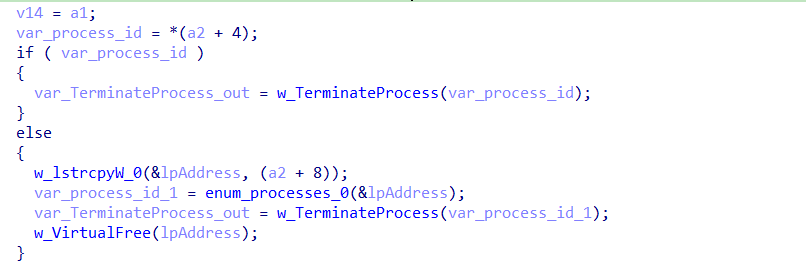 v14 = a1;
var_process_id = *(a2 + 4);
if ( var_process_id )
{
  var_TerminateProcess_out = w_TerminateProcess(var_process_id);
}
else
{
  w_lstrcpyW_0(&lpAddress, (a2 + 8));
  var_process_id_1 = enum_processes_0(&lpAddress);
  var_TerminateProcess_out = w_TerminateProcess(var_process_id_1);
  w_VirtualFree(lpAddress);
}